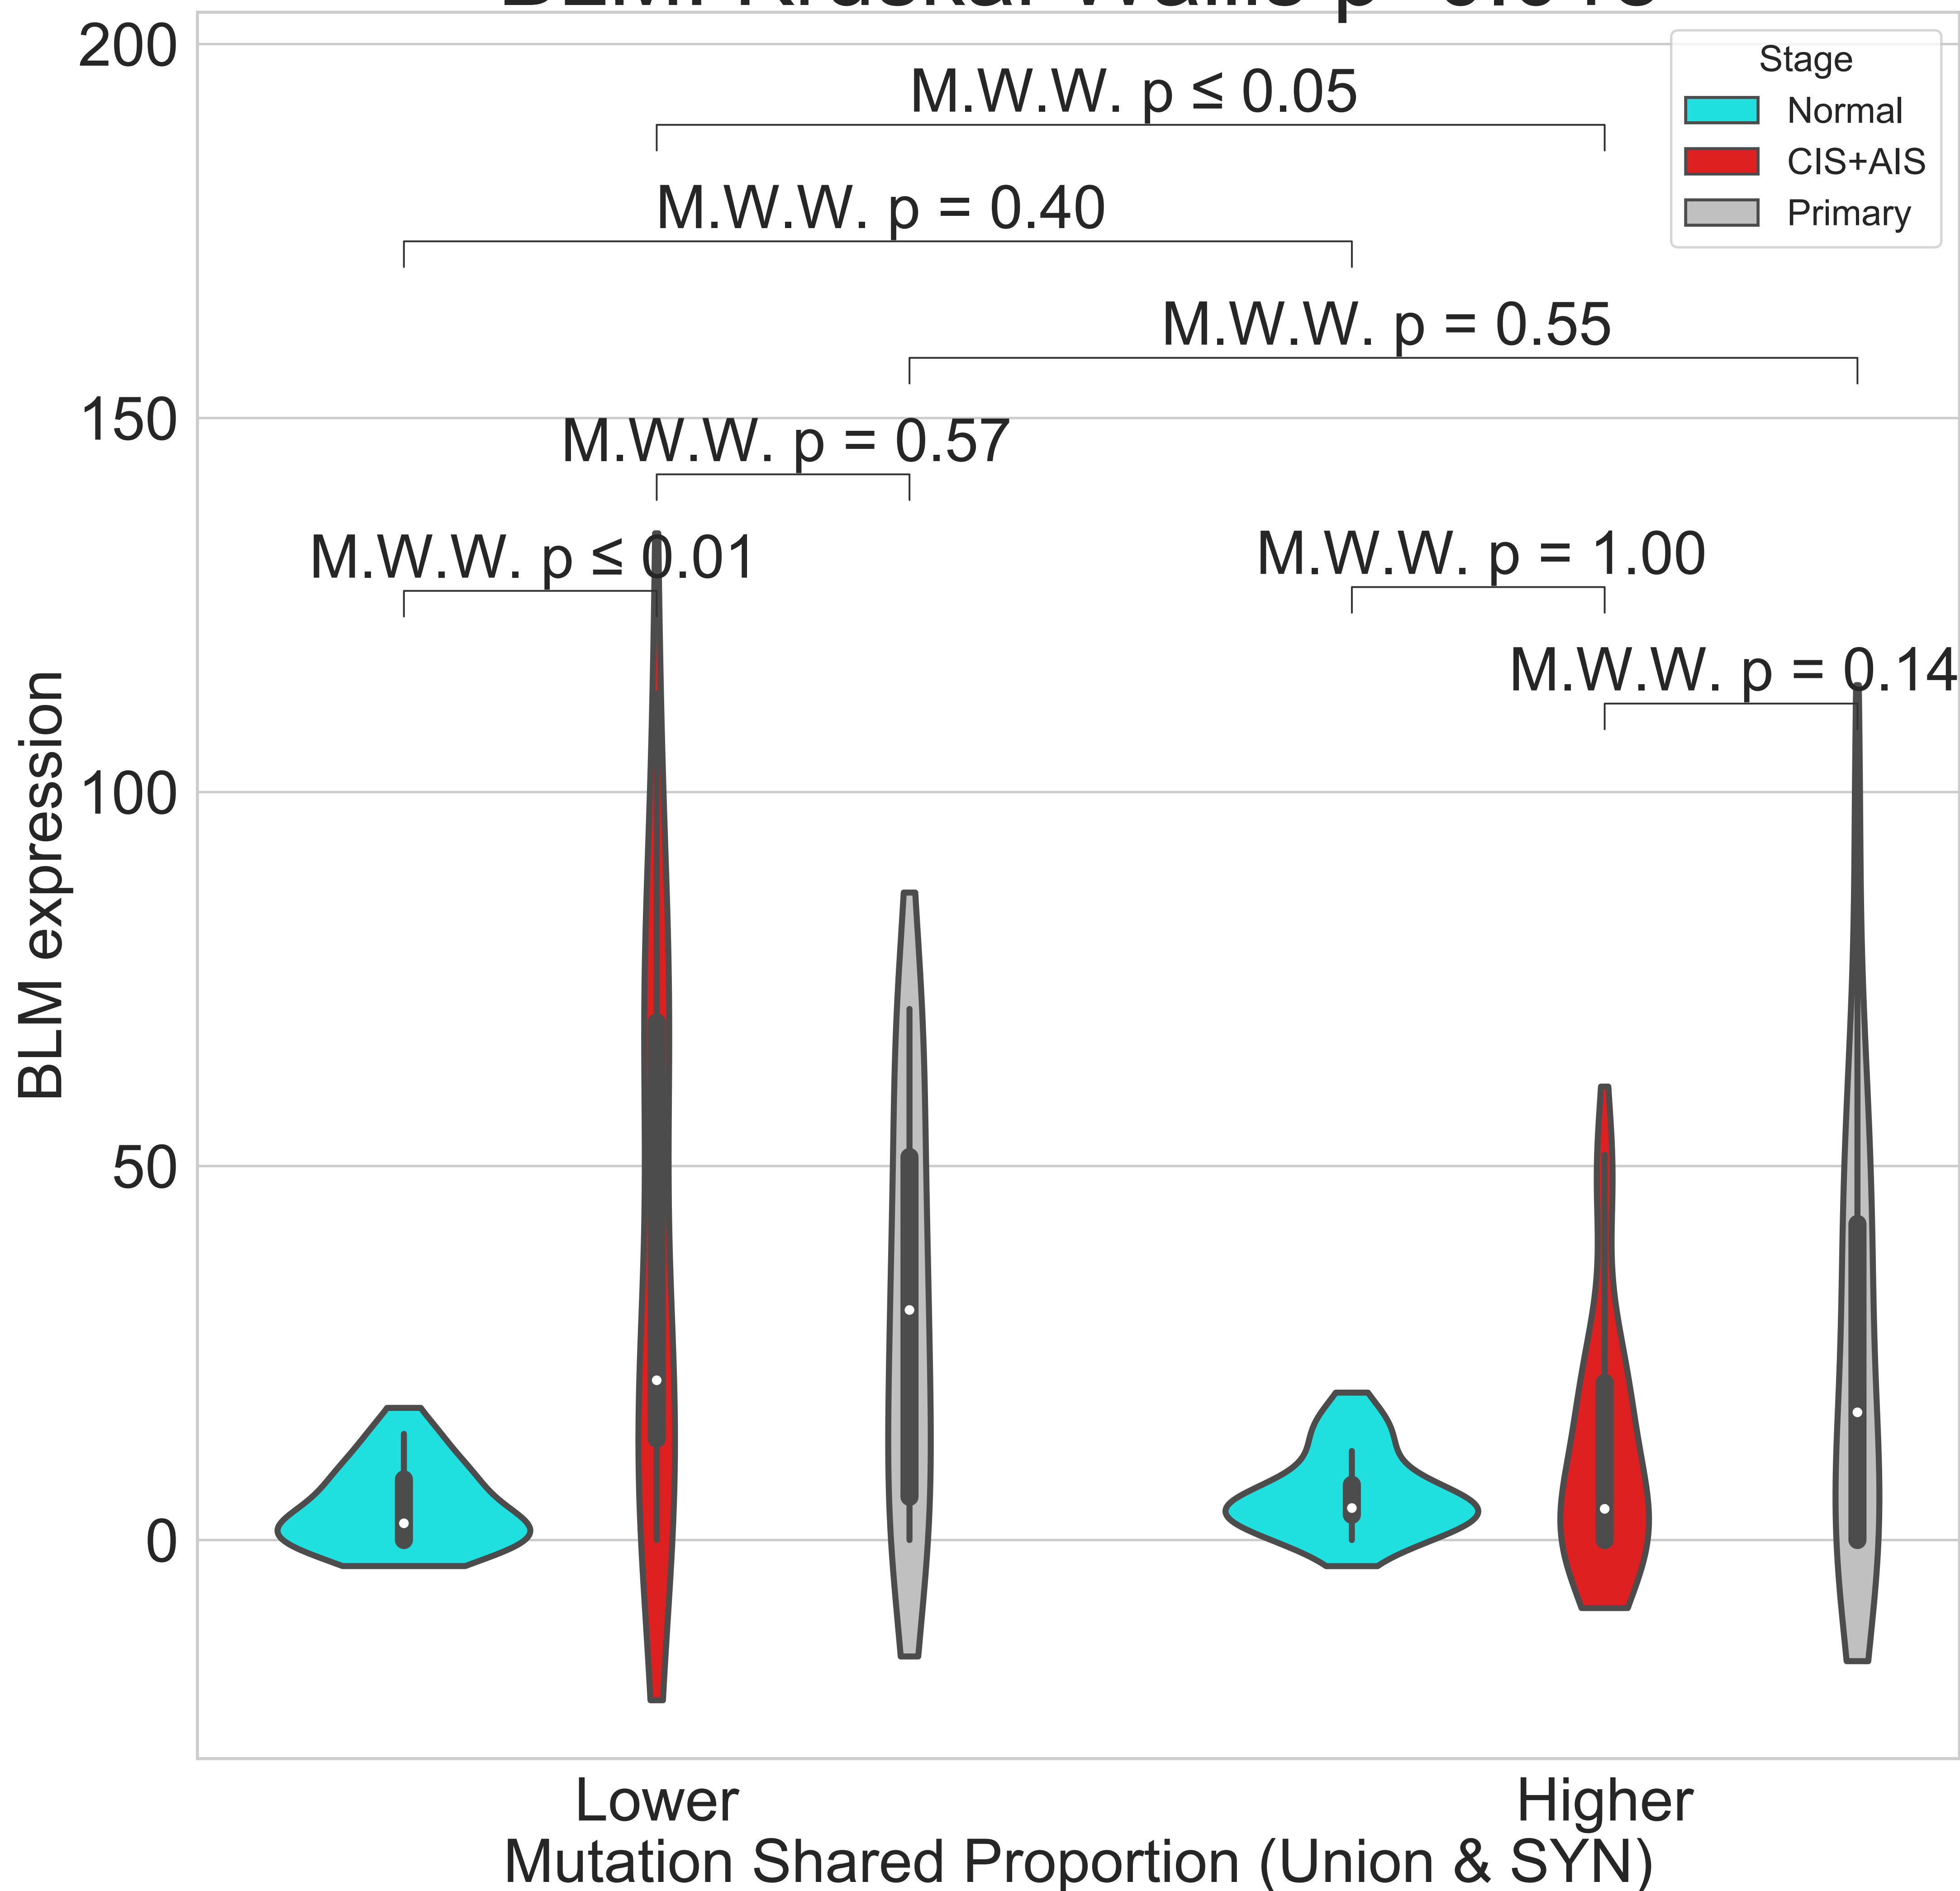 200
Stage
Normal
CIS+AIS
Primary
M.W.W. p ≤ 0.05
M.W.W. p = 0.40
M.W.W. p = 0.55
150
M.W.W. p = 0.57
M.W.W. p ≤ 0.01
M.W.W. p = 1.00
M.W.W. p = 0.14
100
BLM expression
50
0
Lower
Higher
Mutation Shared Proportion (Union & SYN)